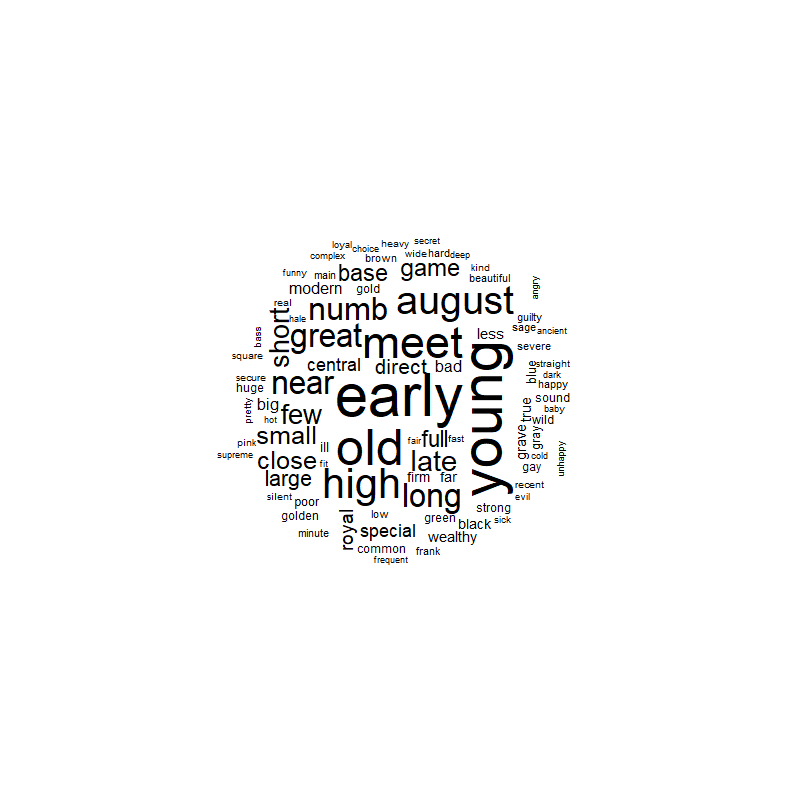 secret
loyal choice heavy
complex brown wide hard deep
funny main base game kind
beautiful
modern gold
angry
real numb august
hale
guilty
short great meet less sage ancient
bass
square
severe
central direct bad
straight
blue
secure near early young dark
huge
happy
pretty big few sound
baby
hot
true wild
pink small old full fair fast
grave gray
supreme
ill
close fit late cold
gay
unhappy
large high firm far
recent
silent poor long evil
strong
golden low green black sick
minute royal special wealthy
common frank
frequent